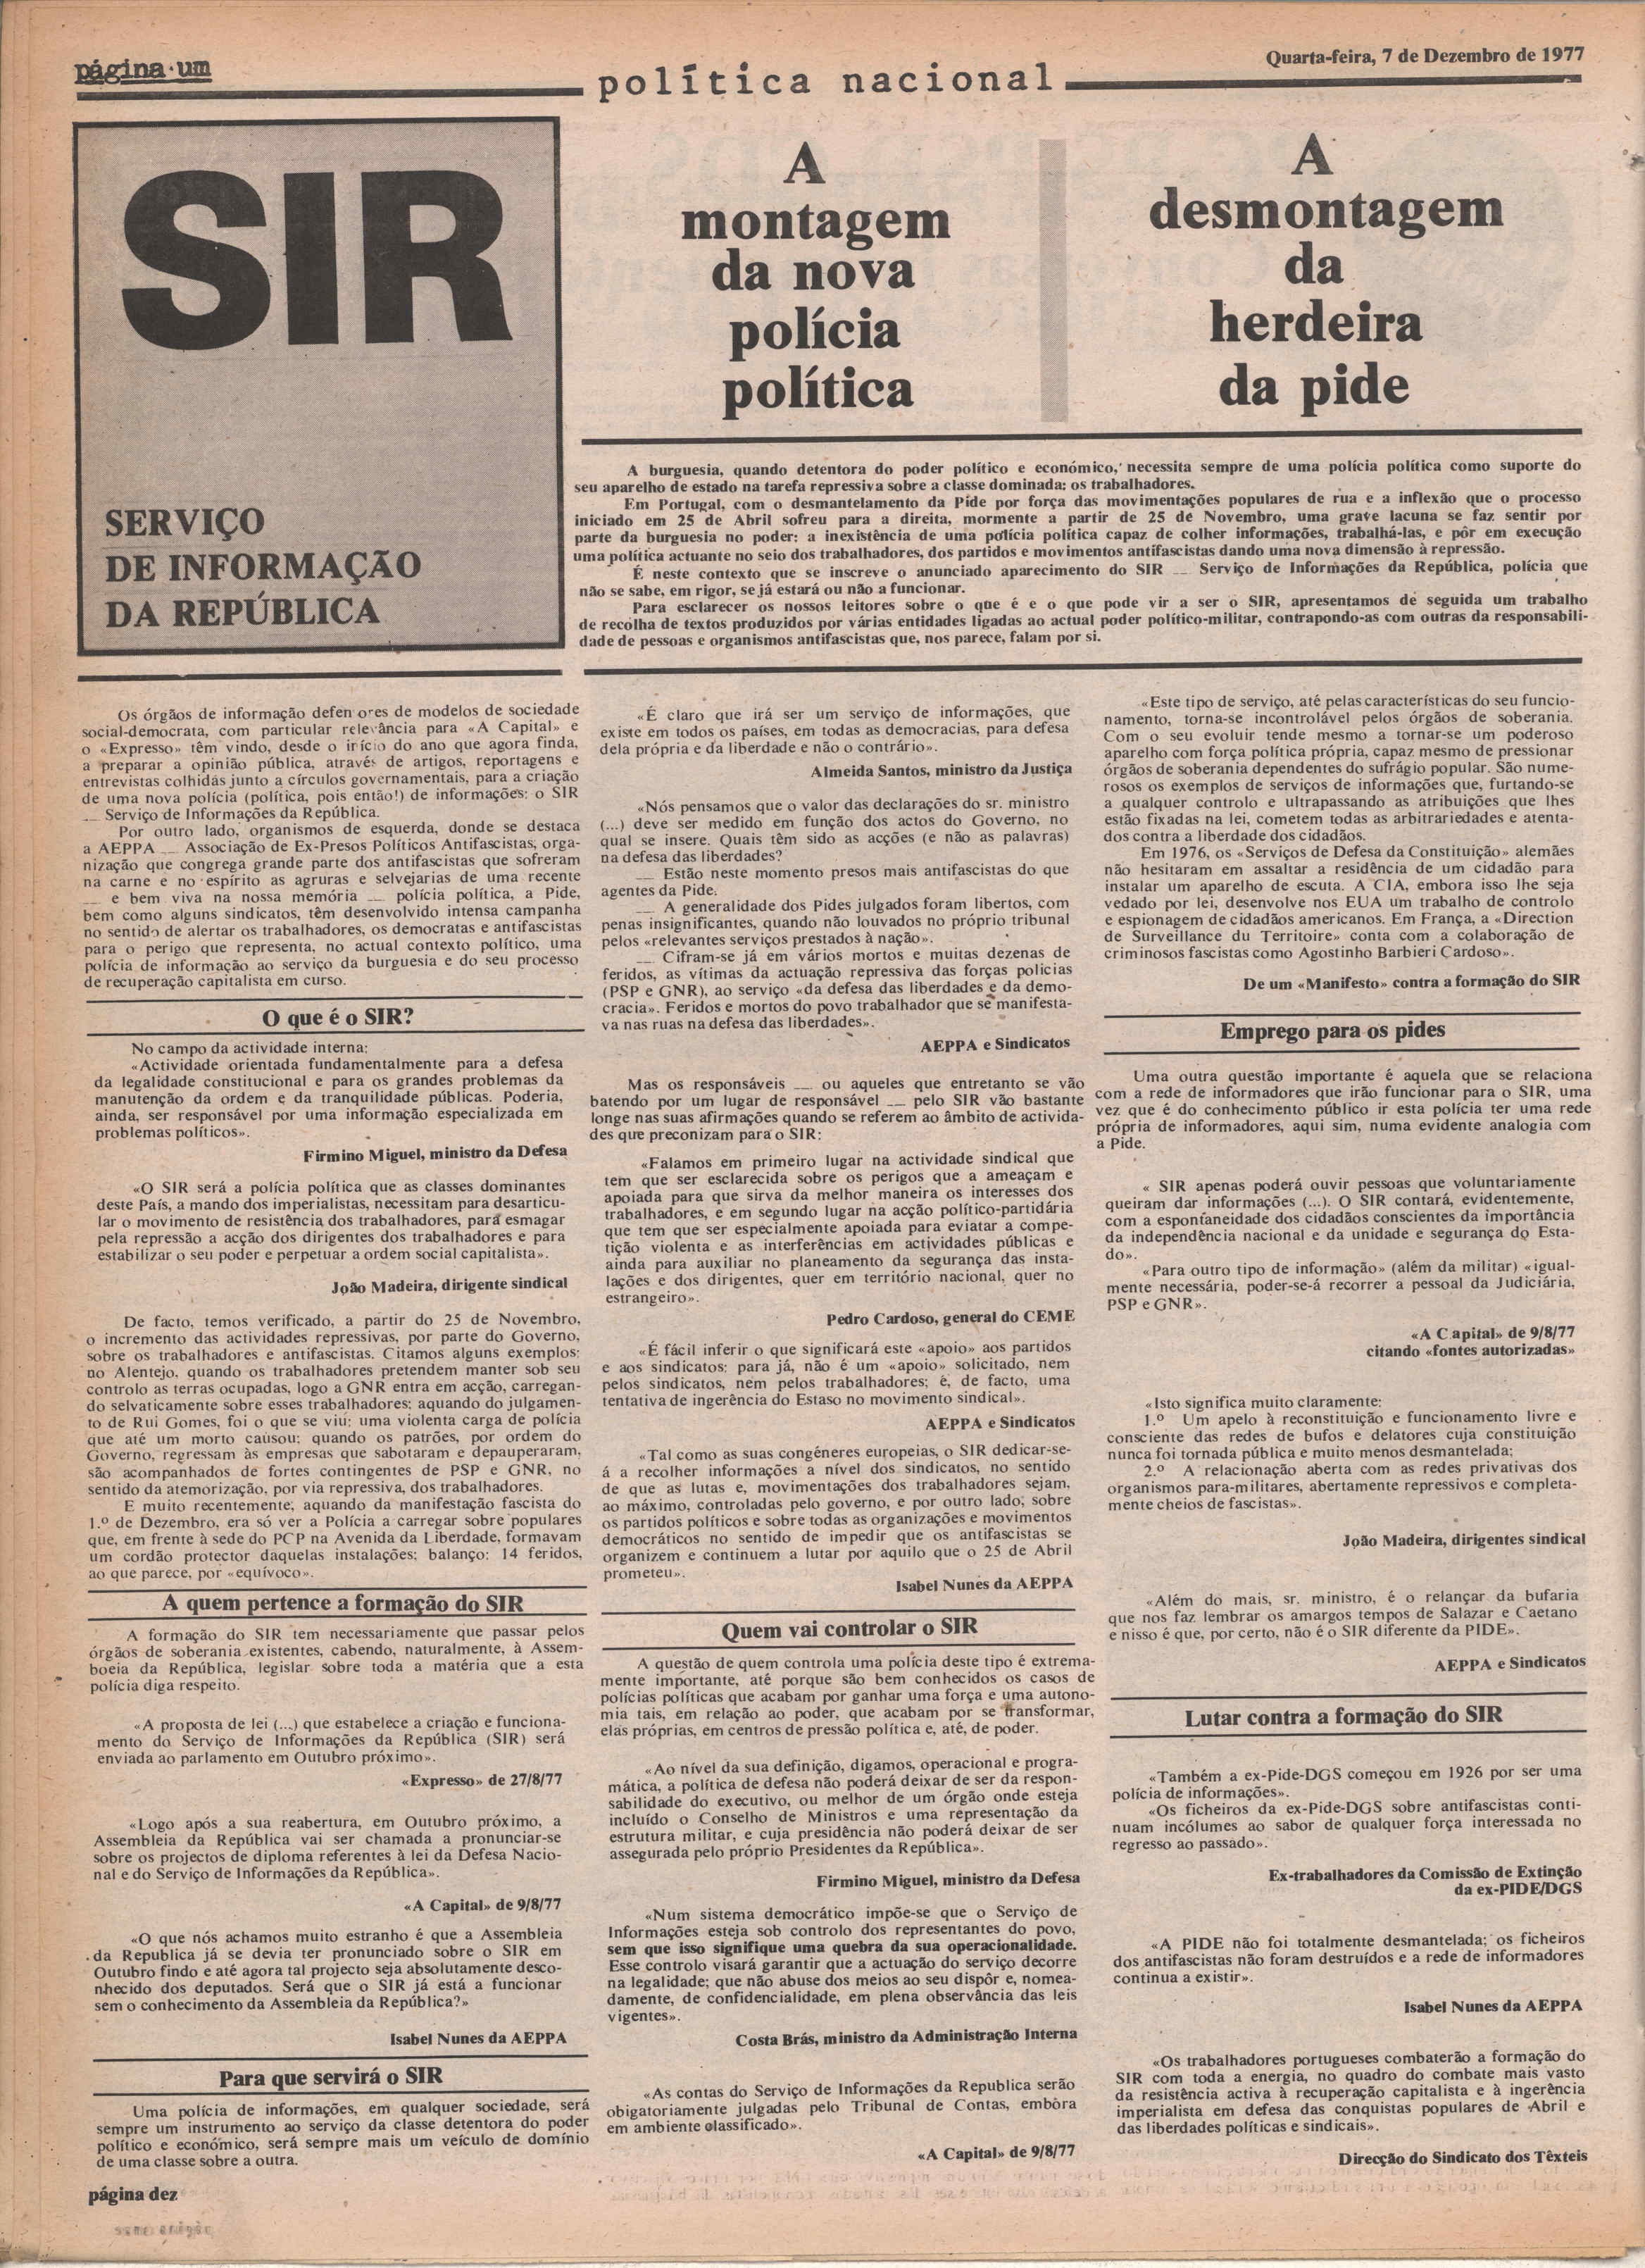 página um
política nacional
Quarta-feira, 7 de Dezembro de 1977
SIR
SERVIÇO
DE INFORMAÇÃO
DA REPÚBLICA
A
montagem
da nova
polícia
política
A
desmontagem
da
herdeira
da pide
A burguesia, quando detentora do poder político e económico, necessita sempre de uma polícia política como suporte do
seu aparelho de estado na tarefa repressiva sobre a classe dominada: os trabalhadores.
Em Portugal, com o desmantelamento da Pide por força das movimentações populares de rua e a inflexão que o processo
iniciado em 25 de Abril sofreu para a direita, mormente a partir de 25 de Novembro, uma grave lacuna se faz sentir por
parte da burguesia no poder: a inexistência de uma polícia política capaz de colher informações, trabalhá-las, e pôr em execução
uma política actuante no seio dos trabalhadores, dos partidos e movimentos antifascistas dando uma nova dimensão à repressão.
É neste contexto que se inscreve o anunciado aparecimento do SIR __ Serviço de Informações da República, polícia que
não se sabe, em rigor, se já estará ou não a funcionar.
Para esclarecer os nossos leitores sobre o que é e o que pode vir a ser o SIR, apresentamos de seguida um trabalho
de recolha de textos produzidos por várias entidades ligadas ao actual poder político-militar, contrapondo-as com outras da responsabili-
dade de pessoas e organismos antifascistas que, nos parece, falam por si.
Os órgãos de informação defen ores de modelos de sociedade
social-democrata, com particular relevância para «A Capital» e
o «Expresso» têm vindo, desde o início do ano que agora finda,
a preparar a opinião pública, através de artigos, reportagens e
entrevistas colhidas junto a círculos governamentais, para a criação
de uma nova polícia (política, pois então!) de informações: o SIR
__ Serviço de Informações da República.
Por outro lado, organismos de esquerda, donde se destaca
a AEPPA __ Associação de Ex-Presos Políticos Antifascistas, orga-
nização que congrega grande parte dos antifascistas que sofreram
na carne e no espírito as agruras e selvejarias de uma recente
__ e bem viva na nossa memória __ polícia política, a Pide,
bem como alguns sindicatos, têm desenvolvido intensa campanha
no sentido de alertar os trabalhadores, os democratas e antifascistas
para o perigo que representa, no actual contexto político, uma
polícia de informação ao serviço da burguesia e do seu processo
de recuperação capitalista em curso.
O que é o SIR?
No campo da actividade interna:
«Actividade orientada fundamentalmente para a defesa
da legalidade constitucional e para os grandes problemas da
manutenção da ordem e da tranquilidade públicas. Poderia,
ainda, ser responsável por uma informação especializada em
problemas políticos».
Firmino Miguel, ministro da Defesa
«O SIR será a polícia política que as classes dominantes
deste País, a mando dos imperialistas, necessitam para desarticu-
lar o movimento de resistência dos trabalhadores, para esmagar
pela repressão a acção dos dirigentes dos trabalhadores e para
estabilizar o seu poder e perpetuar a ordem social capitalista».
João Madeira, dirigente sindical
De facto, temos verificado, a partir do 25 de Novembro,
o incremento das actividades repressivas, por parte do Governo,
sobre os trabalhadores e antifascistas. Citamos alguns exemplos:
no Alentejo, quando os trabalhadores pretendem manter sob seu
controlo as terras ocupadas, logo a GNR entra em acção, carregan-
do selvaticamente sobre esses trabalhadores; aquando do julgamen-
to de Rui Gomes, foi o que se viu: uma violenta carga de polícia
que até um morto causou; quando os patrões, por ordem do
Governo, regressam às empresas que sabotaram e depauperaram,
são acompanhados de fortes contingentes de PSP e GNR, no
sentido da atemorização, por via repressiva, dos trabalhadores.
E muito recentemente, aquando da manifestação fascista do
1.º de Dezembro, era só ver a Polícia a carregar sobre populares
que, em frente à sede do PCP na Avenida da Liberdade, formavam
um cordão protector daquelas instalações; balanço: 14 feridos,
ao que parece, por «equívoco».
A quem pertence a formação do SIR
A formação do SIR tem necessariamente que passar pelos
órgãos de soberania existentes, cabendo, naturalmente, à Assem-
boeia da República, legislar sobre toda a matéria que a esta
polícia diga respeito.
«A proposta de lei (...) que estabelece a criação e funciona-
mento do Serviço de Informações da República (SIR) será
enviada ao parlamento em Outubro próximo».
«Expresso» de 27/8/77
«Logo após a sua reabertura, em Outubro próximo, a
Assembleia da República vai ser chamada a pronunciar-se
sobre os projectos de diploma referentes à lei da Defesa Nacio-
nal e do Serviço de Informações da República».
«A Capital» de 9/8/77
«O que nós achamos muito estranho é que a Assembleia
da Republica já se devia ter pronunciado sobre o SIR em
Outubro findo e até agora tal projecto seja absolutamente desco-
nhecido dos deputados. Será que o SIR já está a funcionar
sem o conhecimento da Assembleia da República?»
Isabel Nunes da AEPPA
Para que servirá o SIR
Uma polícia de informações, em qualquer sociedade, será
sempre um instrumento ao serviço da classe detentora do poder
político e económico, será sempre mais um veículo de domínio
de uma classe sobre a outra.
«É claro que irá ser um serviço de informações, que
existe em todos os países, em todas as democracias, para defesa
dela própria e da liberdade e não o contrário».
Almeida Santos, ministro da Justiça
«Nós pensamos que o valor das declarações do sr. ministro
(...) deve ser medido em função dos actos do Governo, no
qual se insere. Quais têm sido as acções (e não as palavras)
na defesa das liberdades?
__ Estão neste momento presos mais antifascistas do que
agentes da Pide.
__ A generalidade dos Pides julgados foram libertos, com
penas insignificantes, quando não louvados no próprio tribunal
pelos «relevantes serviços prestados à nação».
__ Cifram-se já em vários mortos e muitas dezenas de
feridos, as vítimas da actuação repressiva das forças policias
(PSP e GNR), ao serviço «da defesa das liberdades e da demo-
cracia». Feridos e mortos do povo trabalhador que se manifesta-
va nas ruas na defesa das liberdades».
AEPPA e Sindicatos
Mas os responsáveis __ ou aqueles que entretanto se vão
batendo por um lugar de responsável __ pelo SIR vão bastante
longe nas suas afirmações quando se referem ao âmbito de activida-
des que preconizam para o SIR:
«Falamos em primeiro lugar na actividade sindical que
tem que ser esclarecida sobre os perigos que a ameaçam e
apoiada para que sirva da melhor maneira os interesses dos
trabalhadores, e em segundo lugar na acção político-partidária
que tem que ser especialmente apoiada para eviatar a compe-
tição violenta e as interferências em actividades públicas e
ainda para auxiliar no planeamento da segurança das insta-
lações e dos dirigentes, quer em território nacional, quer no
estrangeiro».
Pedro Cardoso, general do CEME
«É fácil inferir o que significará este «apoio» aos partidos
e aos sindicatos: para já, não é um «apoio» solicitado, nem
pelos sindicatos, nem pelos trabalhadores; é, de facto, uma
tentativa de ingerência do Estaso no movimento sindical».
AEPPA e Sindicatos
«Tal como as suas congéneres europeias, o SIR dedicar-se-
á a recolher informações a nível dos sindicatos, no sentido
de que as lutas e, movimentações dos trabalhadores sejam,
ao máximo, controladas pelo governo, e por outro lado, sobre
os partidos políticos e sobre todas as organizações e movimentos
democráticos no sentido de impedir que os antifascistas se
organizem e continuem a lutar por aquilo que o 25 de Abril
prometeu».
Isabel Nunes da AEPPA
Quem vai controlar o SIR
A questão de quem controla uma polícia deste tipo é extrema-
mente importante, até porque são bem conhecidos os casos de
polícias políticas que acabam por ganhar uma força e uma autono-
mia tais, em relação ao poder, que acabam por se transformar,
elas próprias, em centros de pressão política e, até, de poder.
«Ao nível da sua definição, digamos, operacional e progra-
mática, a política de defesa não poderá deixar de ser da respon-
sabilidade do executivo, ou melhor de um órgão onde esteja
incluído o Conselho de Ministros e uma representação da
estrutura militar, e cuja presidência não poderá deixar de ser
assegurada pelo próprio Presidentes da República».
Firmino Miguel, ministro da Defesa
«Num sistema democrático impõe-se que o Serviço de
Informações esteja sob controlo dos representantes do povo,
sem que isso signifique uma quebra da sua operacionalidade.
Esse controlo visará garantir que a actuação do serviço decorre
na legalidade; que não abuse dos meios ao seu dispôr e, nomea-
damente, de confidencialidade, em plena observância das leis
vigentes».
Costa Brás, ministro da Administração Interna
«As contas do Serviço de Informações da Republica serão
obrigatoriamente julgadas pelo Tribunal de Contas, embora
em ambiente classificado».
«A Capital» de 9/8/77
«Este tipo de serviço, até pelas características do seu funcio-
namento, torna-se incontrolável pelos órgãos de soberania.
Com o seu evoluir tende mesmo a tornar-se um poderoso
aparelho com força política própria, capaz mesmo de pressionar
órgãos de soberania dependentes do sufrágio popular. São nume-
rosos os exemplos de serviços de informações que, furtando-se
a qualquer controlo e ultrapassando as atribuições que lhes
estão fixadas na lei, cometem todas as arbitrariedades e atenta-
dos contra a liberdade dos cidadãos.
Em 1976, os «Serviços de Defesa da Constituição» alemães
não hesitaram em assaltar a residência de um cidadão para
instalar um aparelho de escuta. A CIA, embora isso lhe seja
vedado por lei, desenvolve nos EUA um trabalho de controlo
e espionagem de cidadãos americanos. Em França, a «Direction
de Surveillance du Territoire» conta com a colaboração de
criminosos fascistas como Agostinho Barbieri Cardoso».
De um «Manifesto» contra a formação do SIR
Emprego para os pides
Uma outra questão importante é aquela que se relaciona
com a rede de informadores que irão funcionar para o SIR, uma
vez que é do conhecimento público ir esta polícia ter uma rede
própria de informadores, aqui sim, numa evidente analogia com
a Pide.
« SIR apenas poderá ouvir pessoas que voluntariamente
queiram dar informações (...). O SIR contará, evidentemente,
com a espontaneidade dos cidadãos conscientes da importância
da independência nacional e da unidade e segurança do Esta-
do».
«Para outro tipo de informação» (além da militar) «igual-
mente necessária, poder-se-á recorrer a pessoal da Judiciária,
PSP e GNR».
«A Capital» de 9/8/77
citando «fontes autorizadas»
«Isto significa muito claramente:
1.º Um apelo à reconstituição e funcionamento livre e
consciente das redes de bufos e delatores cuja constituição
nunca foi tornada pública e muito menos desmantelada;
2.º A relacionação aberta com as redes privativas dos
organismos para-militares, abertamente repressivos e completa-
mente cheios de fascistas».
João Madeira, dirigentes sindical
«Além do mais, sr. ministro, é o relançar da bufaria
que nos faz lembrar os amargos tempos de Salazar e Caetano
e nisso é que, por certo, não é o SIR diferente da PIDE».
AEPPA e Sindicatos
Lutar contra a formação do SIR
«Também a ex-Pide-DGS começou em 1926 por ser uma
polícia de informações».
«Os ficheiros da ex-Pide-DGS sobre antifascistas conti-
nuam incólumes ao sabor de qualquer força interessada no
regresso ao passado».
Ex-trabalhadores da Comissão de Extinção
da ex-PIDE/DGS
«A PIDE não foi totalmente desmantelada; os ficheiros
dos antifascistas não foram destruídos e a rede de informadores
continua a existir».
Isabel Nunes da AEPPA
«Os trabalhadores portugueses combaterão a formação do
SIR com toda a energia, no quadro do combate mais vasto
da resistência activa à recuperação capitalista e à ingerência
imperialista em defesa das conquistas populares de Abril e
das liberdades políticas e sindicais».
Direcção do Sindicato dos Têxteis
página dez